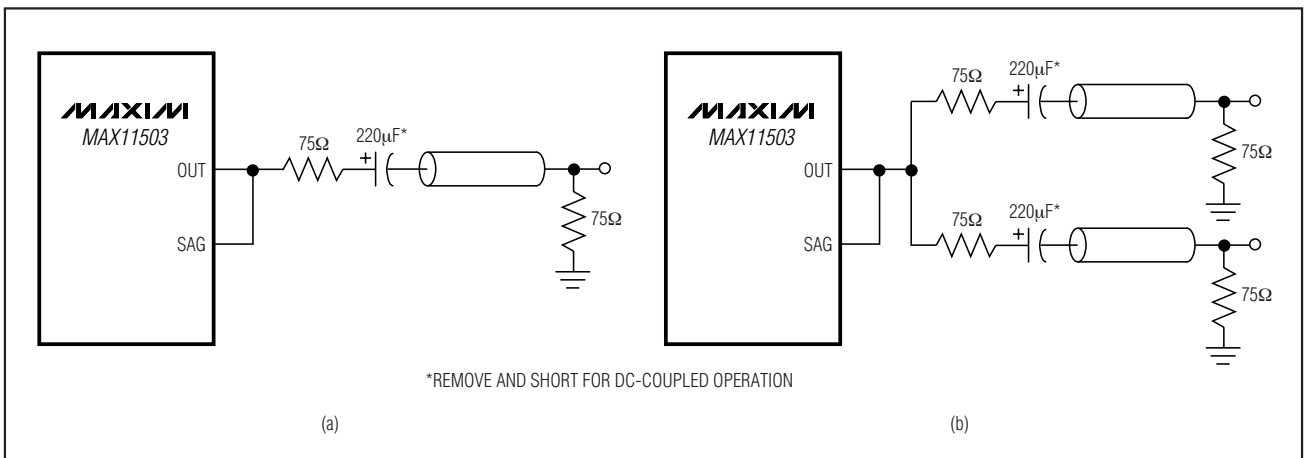 MAXIM
MAX11503
OUT
SAG
75Ω
220µF*
+
75Ω
MAXIM
MAX11503
OUT
SAG
75Ω
220µF*
+
75Ω
75Ω
220µF*
+
75Ω
*REMOVE AND SHORT FOR DC-COUPLED OPERATION
(a)
(b)